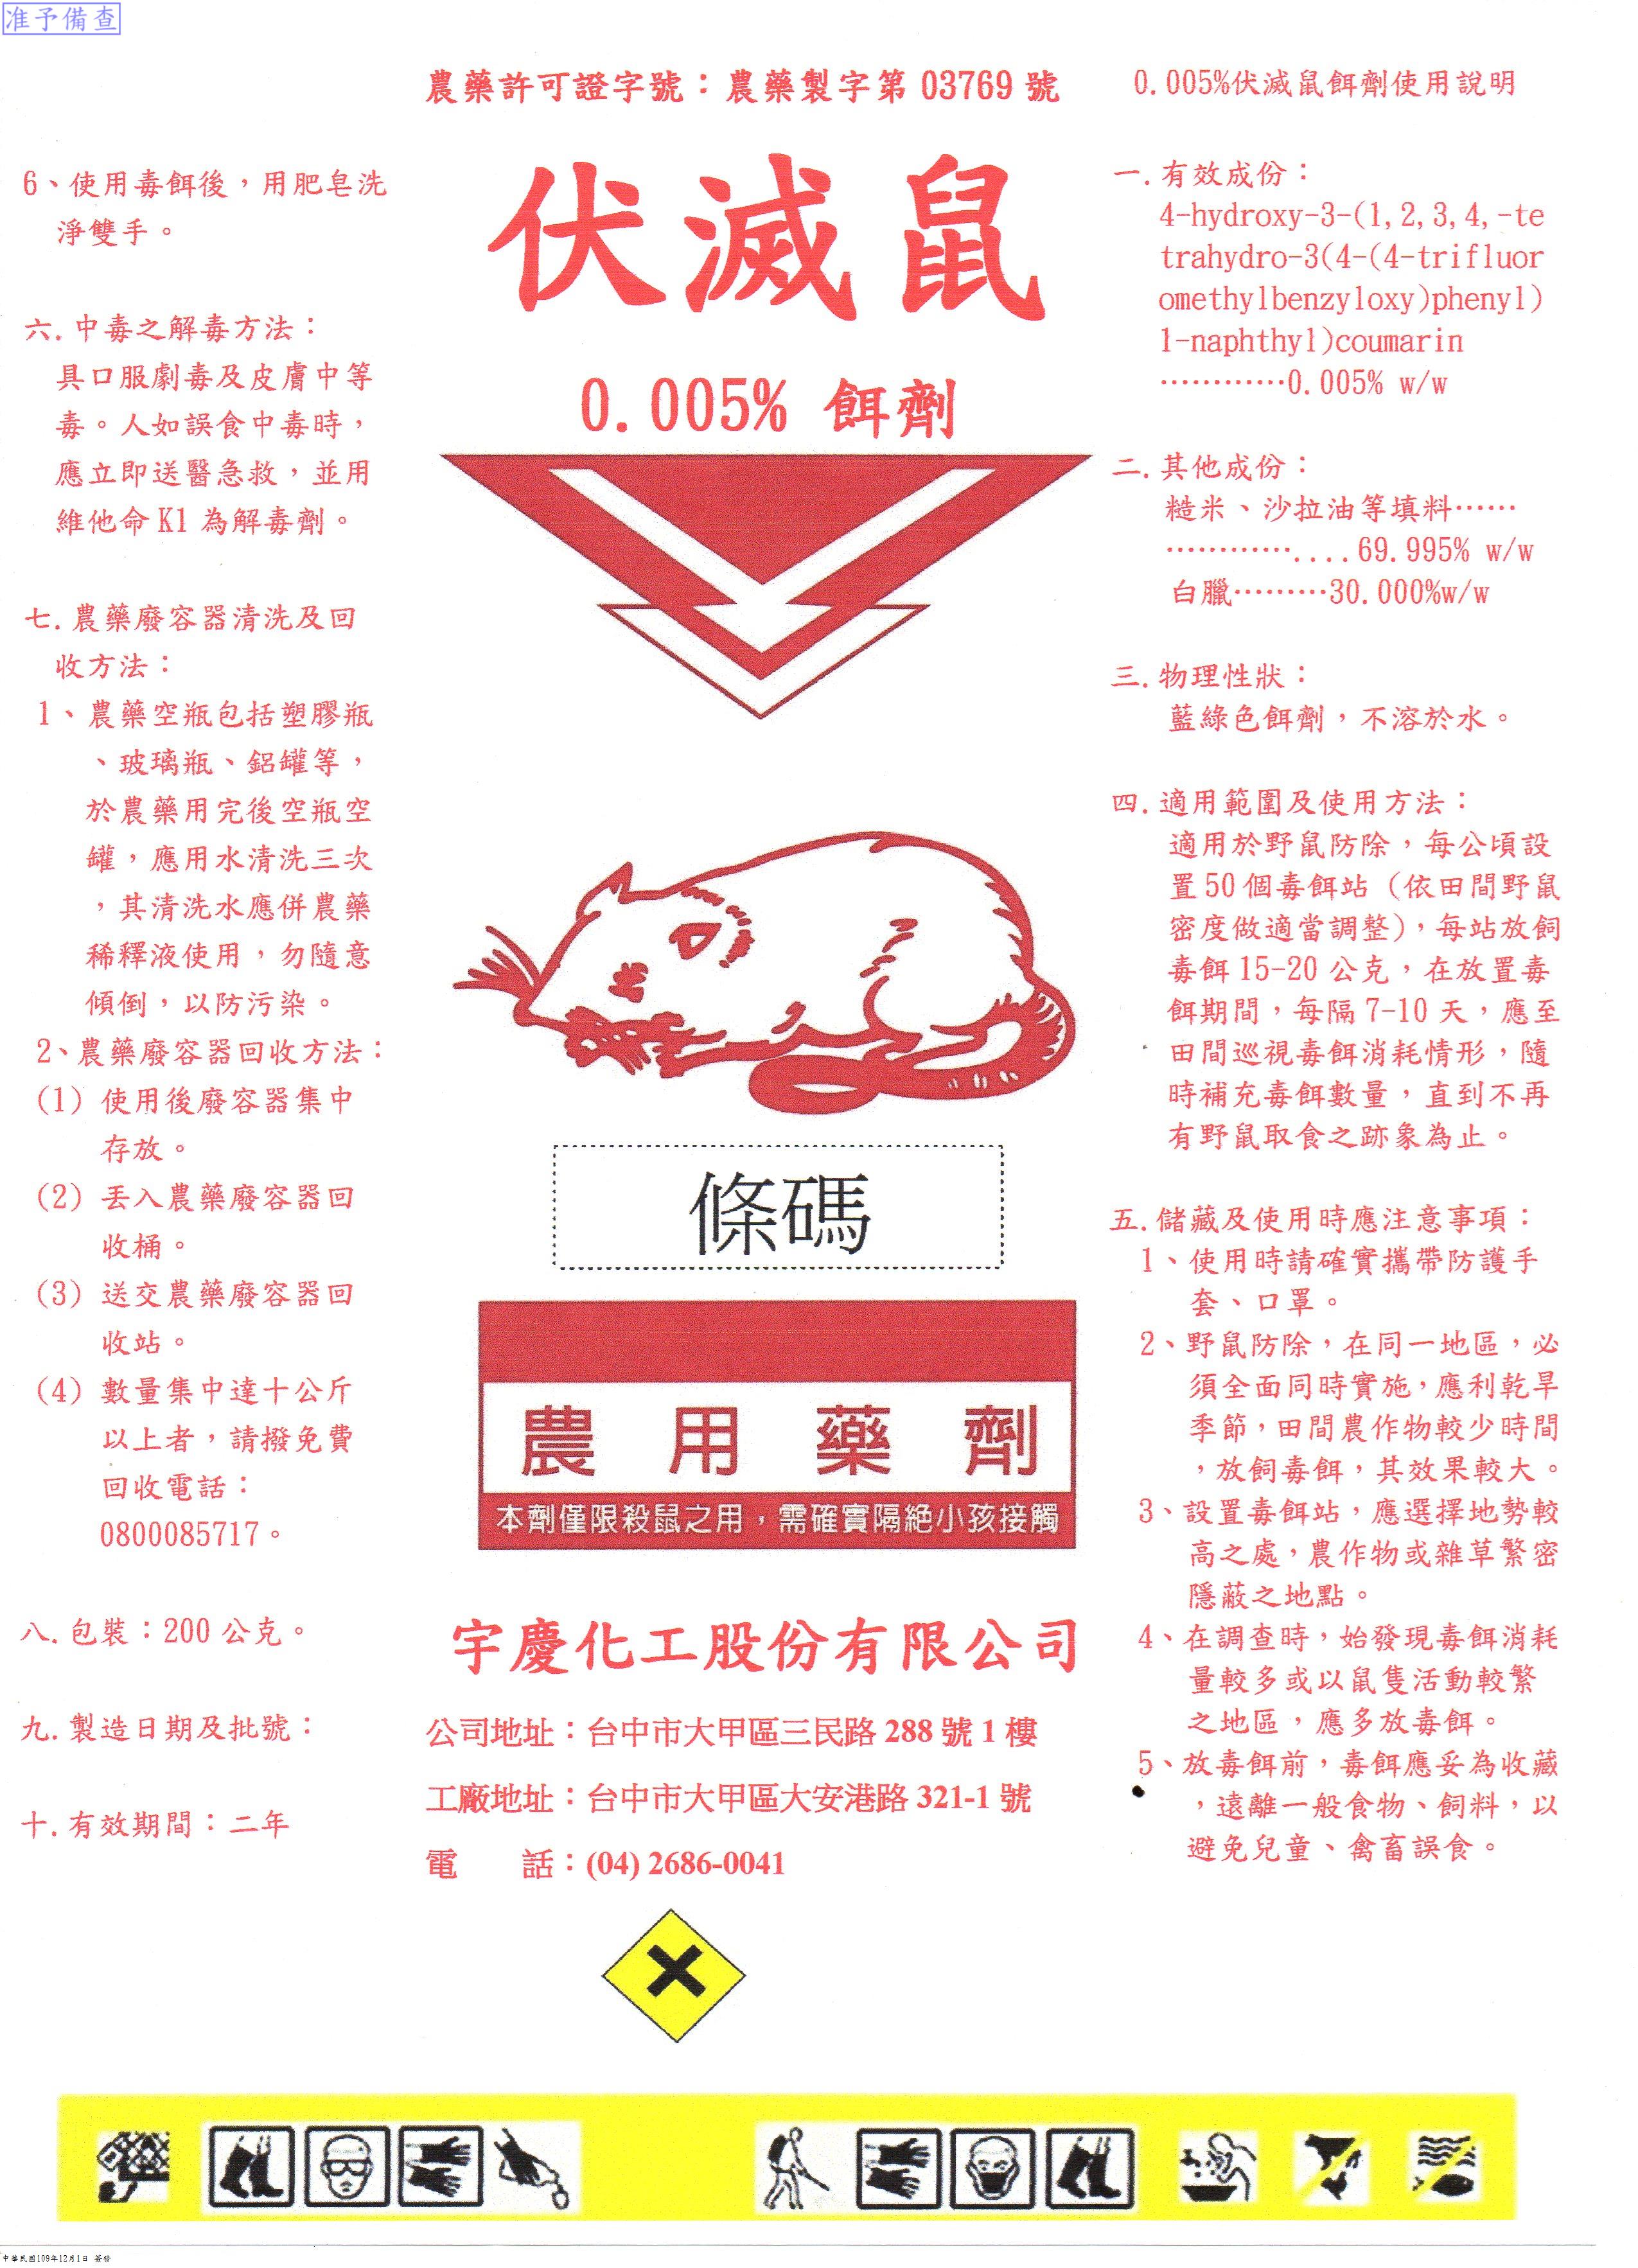 准予備查
農藥許可證字號：農藥製字第 03769 號
伏滅鼠
0.005% 餌劑
條碼
農用藥劑
本劑僅限殺鼠之用，需確實隔絕小孩接觸
宇慶化工股份有限公司
公司地址：台中市大甲區三民路 288 號 1 樓
工廠地址：台中市大甲區大安港路 321-1 號
電　　話：(04) 2686-0041
0.005%伏滅鼠餌劑使用說明
一.有效成份：
4-hydroxy-3-(1,2,3,4,-te
trahydro-3(4-(4-trifluor
omethylbenzyloxy)phenyl)
1-naphthyl)coumarin
…………0.005% w/w
二.其他成份：
糙米、沙拉油等填料……
…………....69.995% w/w
白臘………30.000%w/w
三.物理性狀：
藍綠色餌劑，不溶於水。
四.適用範圍及使用方法：
適用於野鼠防除，每公頃設
置 50 個毒餌站（依田間野鼠
密度做適當調整），每站放飼
毒餌 15-20 公克，在放置毒
餌期間，每隔 7-10 天，應至
田間巡視毒餌消耗情形，隨
時補充毒餌數量，直到不再
有野鼠取食之跡象為止。
五.儲藏及使用時應注意事項：
1、使用時請確實攜帶防護手
套、口罩。
2、野鼠防除，在同一地區，必
須全面同時實施，應利乾旱
季節，田間農作物較少時間
，放飼毒餌，其效果較大。
3、設置毒餌站，應選擇地勢較
高之處，農作物或雜草繁密
隱蔽之地點。
4、在調查時，始發現毒餌消耗
量較多或以鼠隻活動較繁
之地區，應多放毒餌。
5、放毒餌前，毒餌應妥為收藏
，遠離一般食物、飼料，以
避免兒童、禽畜誤食。
6、使用毒餌後，用肥皂洗
淨雙手。
六.中毒之解毒方法：
具口服劇毒及皮膚中等
毒。人如誤食中毒時，
應立即送醫急救，並用
維他命 K1 為解毒劑。
七.農藥廢容器清洗及回
收方法：
1、農藥空瓶包括塑膠瓶
、玻璃瓶、鋁罐等，
於農藥用完後空瓶空
罐，應用水清洗三次
，其清洗水應併農藥
稀釋液使用，勿隨意
傾倒，以防污染。
2、農藥廢容器回收方法：
(1) 使用後廢容器集中
存放。
(2) 丟入農藥廢容器回
收桶。
(3) 送交農藥廢容器回
收站。
(4) 數量集中達十公斤
以上者，請撥免費
回收電話：
0800085717。
八.包裝：200 公克。
九.製造日期及批號：
十.有效期間：二年
中華民國109年12月1日 簽發